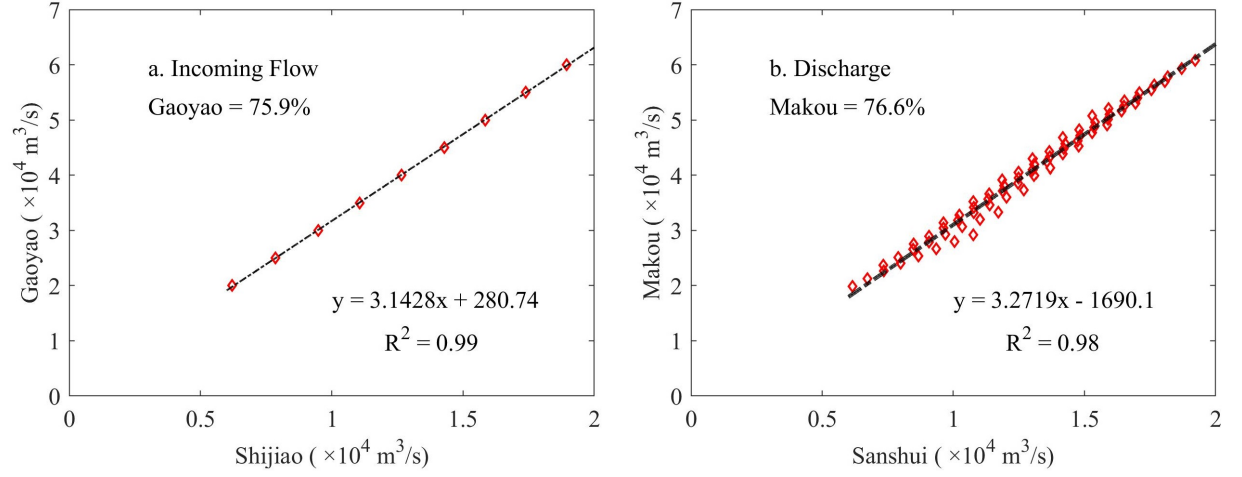 7
6
5
4
3
2
1
0
Gaoyao ( ×10⁴ m³/s)
a. Incoming Flow
Gaoyao = 75.9%
y = 3.1428x + 280.74
R² = 0.99
0 0.5 1 1.5 2
Shijiao ( ×10⁴ m³/s)
7
6
5
4
3
2
1
0
Makou ( ×10⁴ m³/s)
b. Discharge
Makou = 76.6%
y = 3.2719x - 1690.1
R² = 0.98
0 0.5 1 1.5 2
Sanshui ( ×10⁴ m³/s)